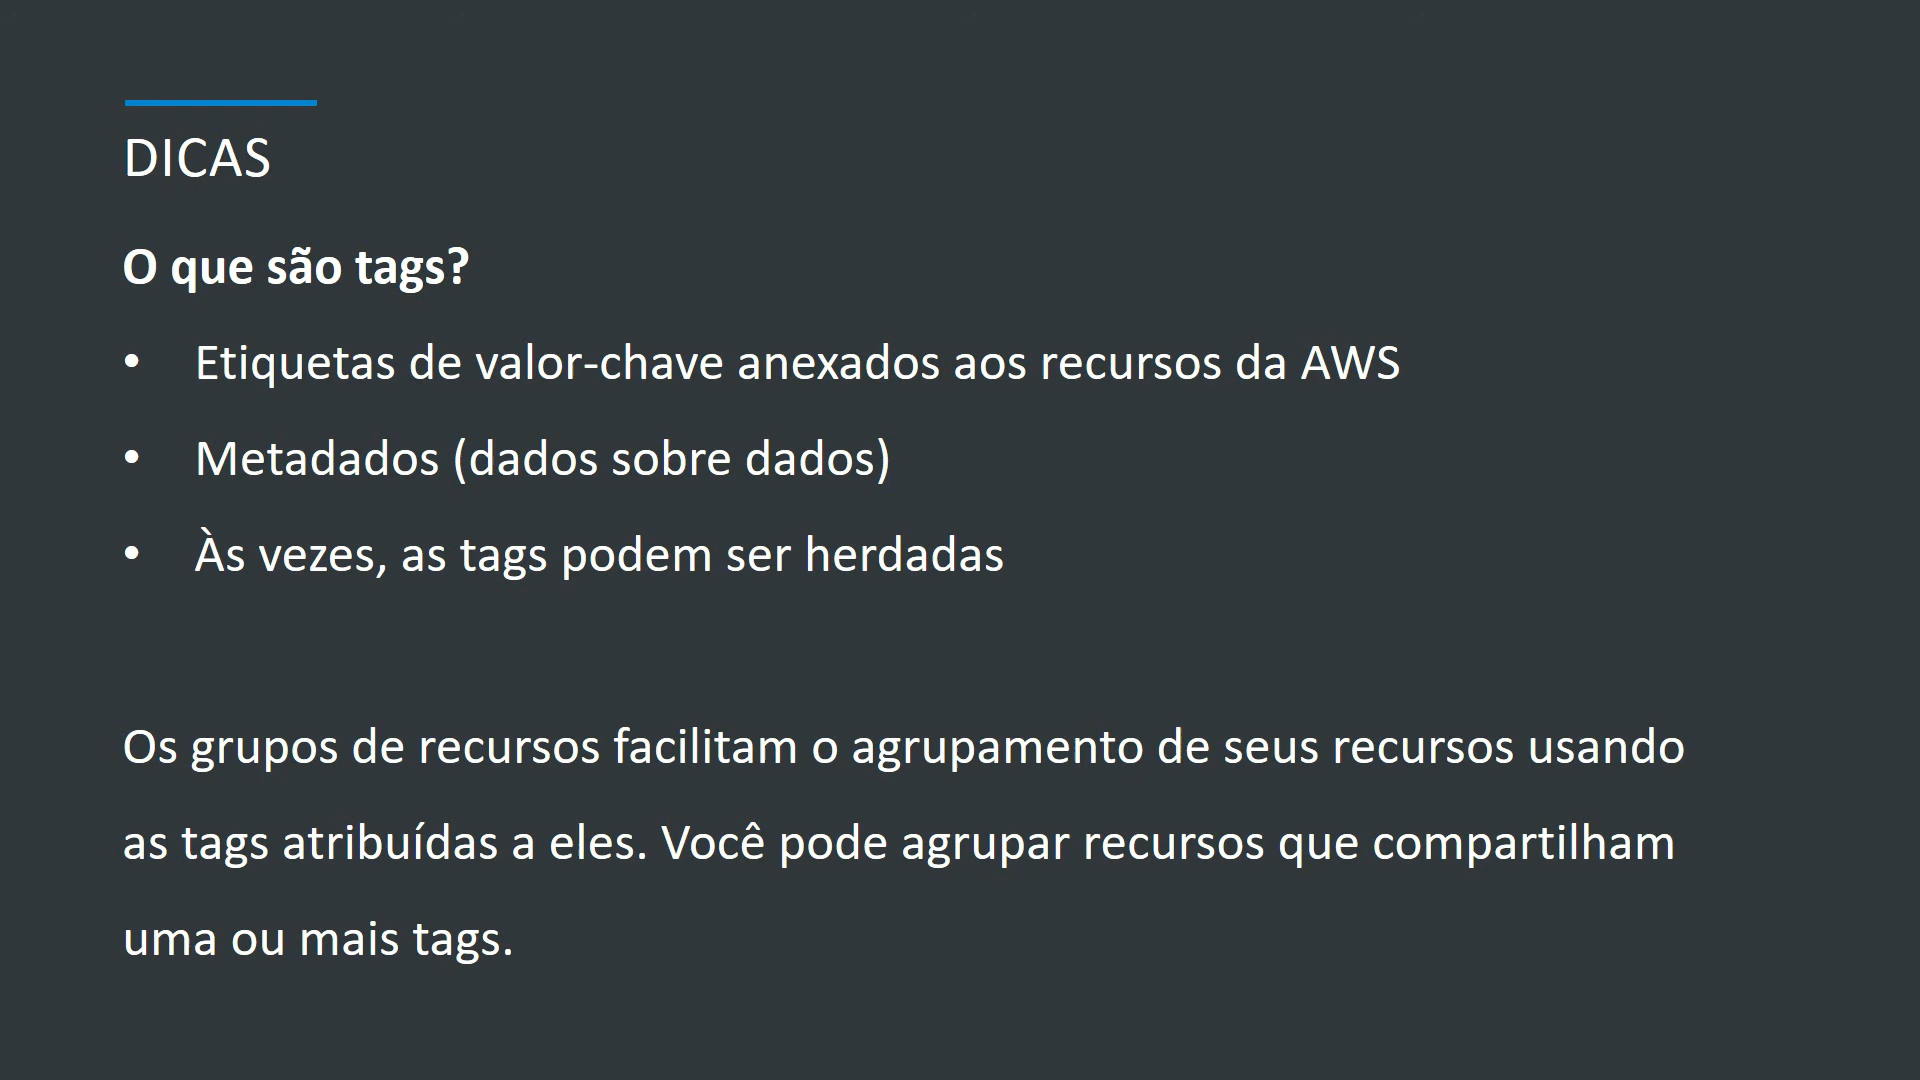 DICAS
O que são tags?
• Etiquetas de valor-chave anexados aos recursos da AWS
• Metadados (dados sobre dados)
• Às vezes, as tags podem ser herdadas
Os grupos de recursos facilitam o agrupamento de seus recursos usando
as tags atribuídas a eles. Você pode agrupar recursos que compartilham
uma ou mais tags.